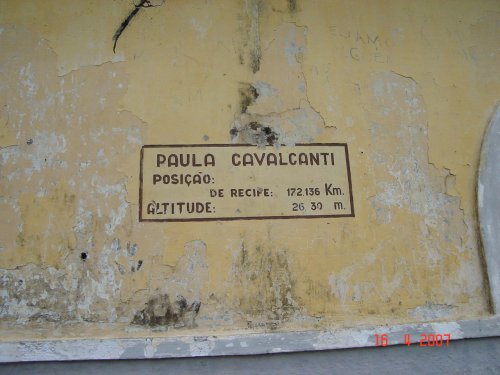 PAULA CAVALCANTI
POSIÇÃO:
DE RECIFE: 172.136 Km.
ALTITUDE: 26.30 m.
16 4 2007